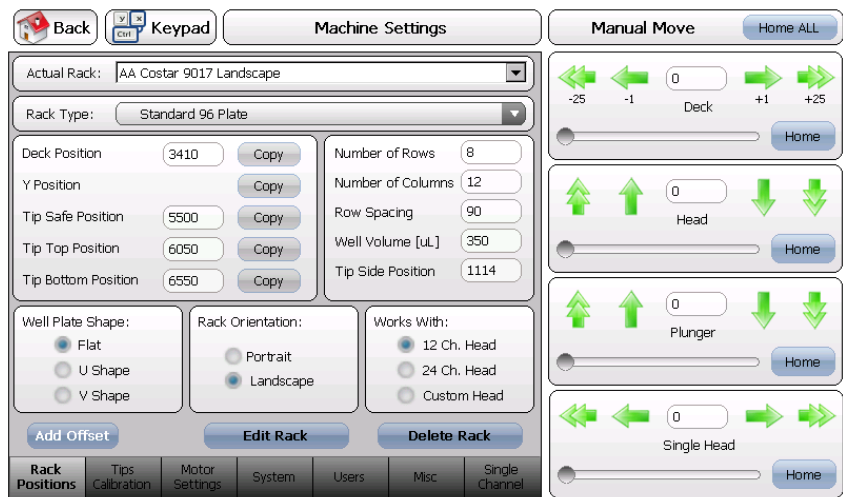 Back
Y X
Ctrl
Keypad
Machine Settings
Manual Move
Home ALL
Actual Rack: AA Costar 9017 Landscape
Rack Type: Standard 96 Plate
Deck Position 3410 Copy
Y Position Copy
Tip Safe Position 5500 Copy
Tip Top Position 6050 Copy
Tip Bottom Position 6550 Copy
Number of Rows 8
Number of Columns 12
Row Spacing 90
Well Volume [uL] 350
Tip Side Position 1114
Well Plate Shape:
Flat
U Shape
V Shape
Rack Orientation:
Portrait
Landscape
Works With:
12 Ch. Head
24 Ch. Head
Custom Head
Add Offset
Edit Rack
Delete Rack
Rack Positions
Tips Calibration
Motor Settings
System
Users
Misc
Single Channel
0
-25 -1 Deck +1 +25
Home
0
Head
Home
0
Plunger
Home
0
Single Head
Home